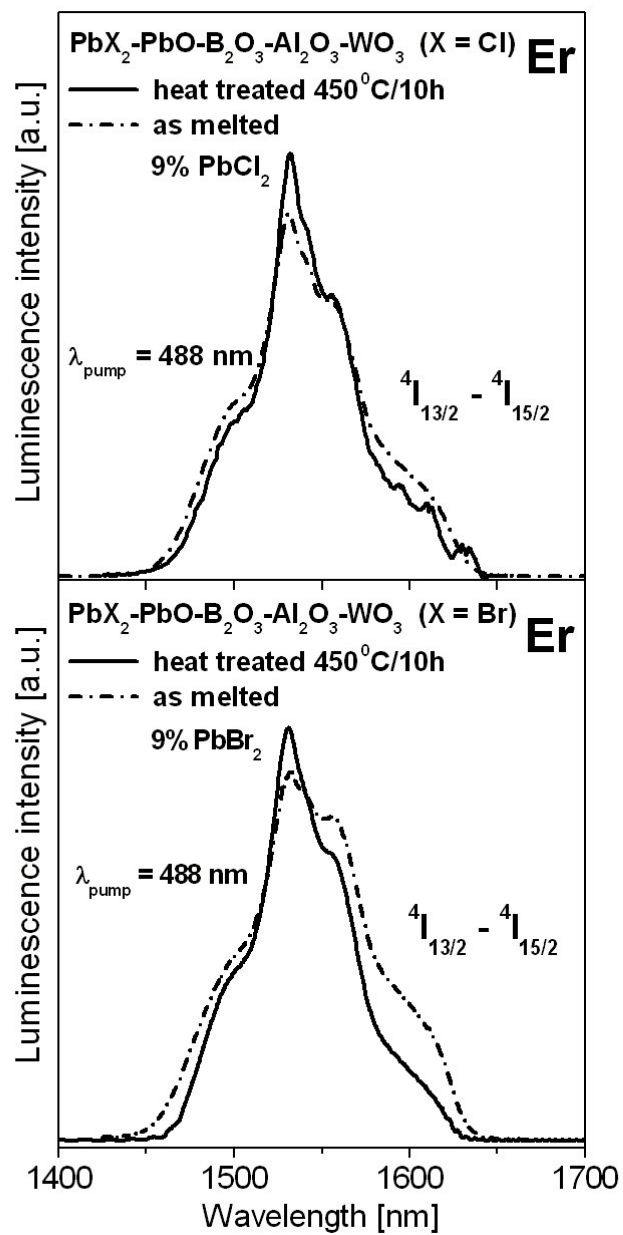 PbX₂-PbO-B₂O₃-Al₂O₃-WO₃ (X = Cl) Er
heat treated 450⁰C/10h
as melted
9% PbCl₂
λpump = 488 nm
⁴I₁₃/₂ - ⁴I₁₅/₂
Luminescence intensity [a.u.]
PbX₂-PbO-B₂O₃-Al₂O₃-WO₃ (X = Br) Er
heat treated 450⁰C/10h
as melted
9% PbBr₂
λpump = 488 nm
⁴I₁₃/₂ - ⁴I₁₅/₂
Luminescence intensity [a.u.]
1400 1500 1600 1700
Wavelength [nm]